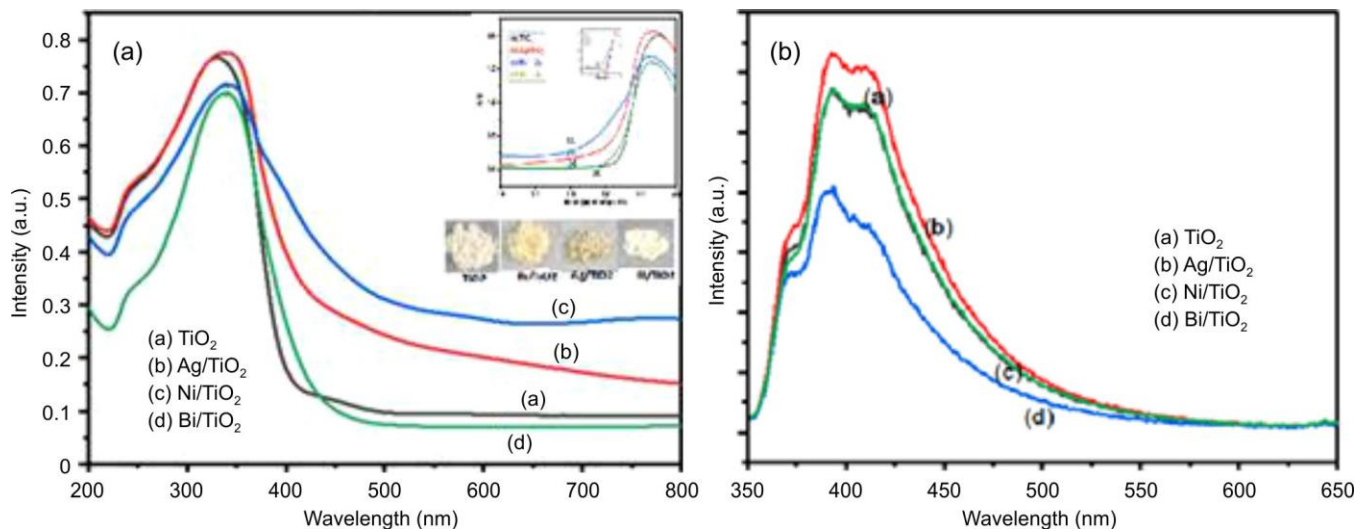 (a)
0.8
0.7
0.6
0.5
0.4
0.3
0.2
0.1
0
Intensity (a.u.)
200 300 400 500 600 700 800
Wavelength (nm)
(a) TiO₂
(b) Ag/TiO₂
(c) Ni/TiO₂
(d) Bi/TiO₂
(c)
(b)
(a)
(d)
(b)
Intensity (a.u.)
(a)
(b)
(c)
(d)
(a) TiO₂
(b) Ag/TiO₂
(c) Ni/TiO₂
(d) Bi/TiO₂
350 400 450 500 550 600 650
Wavelength (nm)